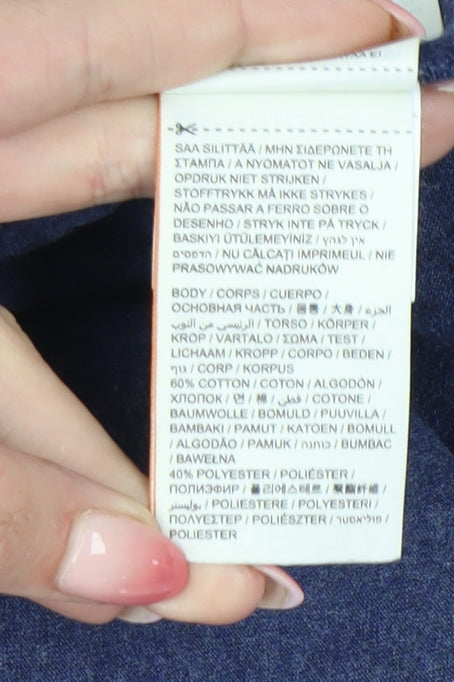 SAA SILITTÄÄ / ΜΗΝ ΣΙΔΕΡΩΝΕΤΕ ΤΗ
ΣΤΑΜΠΑ / A NYOMATOT NE VASALJA /
OPDRUK NIET STRIJKEN /
STOFFTRYKK MÅ IKKE STRYKES /
NÃO PASSAR A FERRO SOBRE O
DESENHO / STRYK INTE PÅ TRYCK /
BASKIYI ÜTÜLEMEYİNİZ / אין לגהץ
הדפסים / NU CĂLCAȚI IMPRIMEUL / NIE
PRASOWYWAĆ NADRUKÓW
BODY / CORPS / CUERPO /
ОСНОВНАЯ ЧАСТЬ / 몸통 / 大身 / الجزء
الرئيسي من الثوب / TORSO / KÖRPER /
KROP / VARTALO / ΣΩΜΑ / TEST /
LICHAAM / KROPP / CORPO / BEDEN /
גוף / CORP / KORPUS
60% COTTON / COTON / ALGODÓN /
ХЛОПОК / 면 / 棉 / قطن / COTONE /
BAUMWOLLE / BOMULD / PUUVILLA /
ΒΑΜΒΑΚΙ / PAMUT / KATOEN / BOMULL
/ ALGODÃO / PAMUK / כותנה / BUMBAC
/ BAWEŁNA
40% POLYESTER / POLIÉSTER /
ПОЛИЭФИР / 폴리에스테르 / 聚酯纤维 /
بوليستر / POLIESTERE / POLYESTERI /
ΠΟΛΥΕΣΤΕΡ / POLIÉSZTER / פוליאסטר /
POLIESTER